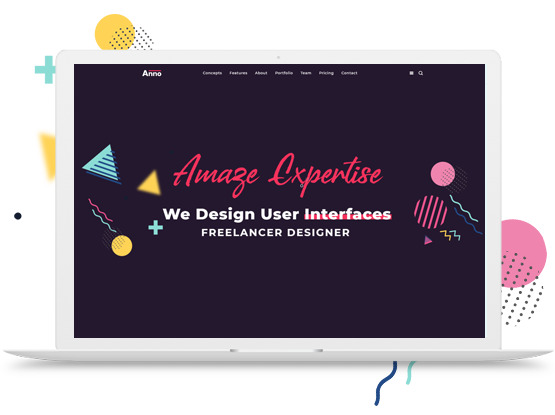 Anno
Concepts Features About Portfolio Team Pricing Contact
Amaze Expertise
We Design User Interfaces
FREELANCER DESIGNER